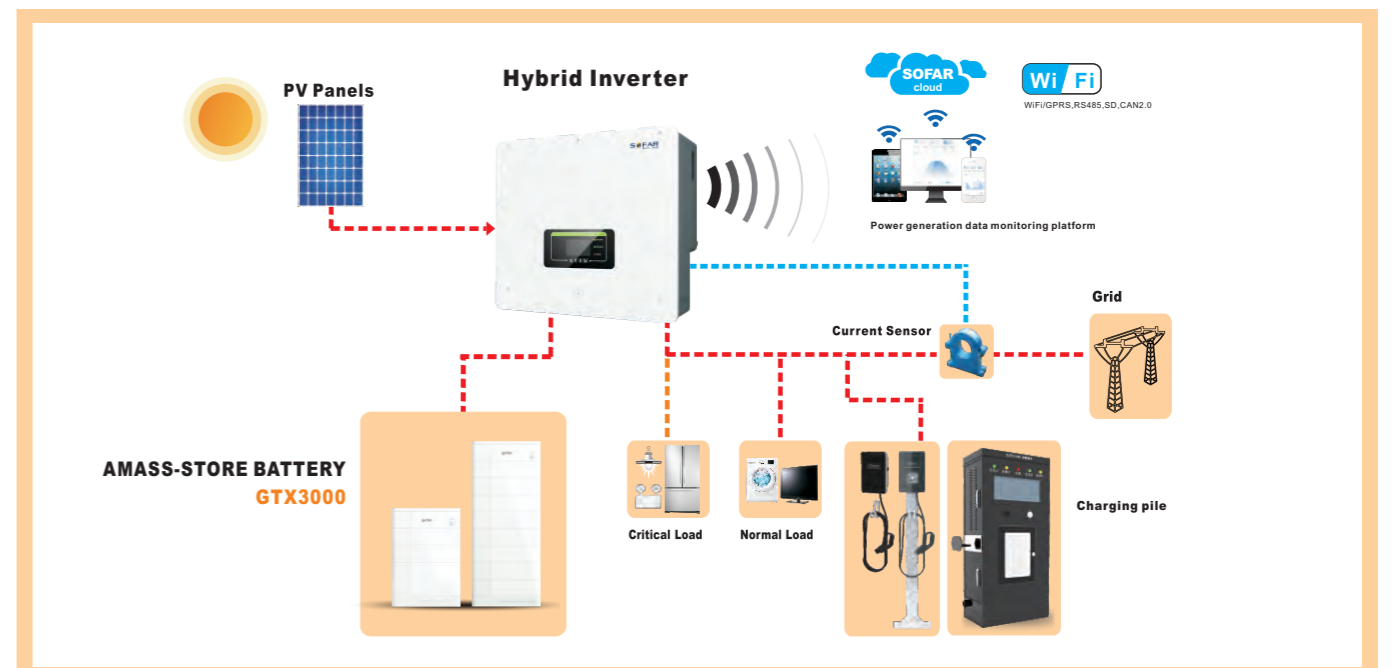 Hybrid Inverter
PV Panels
SOFAR
cloud
Wi Fi
WiFi/GPRS,RS485,SD,CAN2.0
SOFAR
Power generation data monitoring platform
Grid
Current Sensor
AMASS-STORE BATTERY
GTX3000
Charging pile
Critical Load
Normal Load